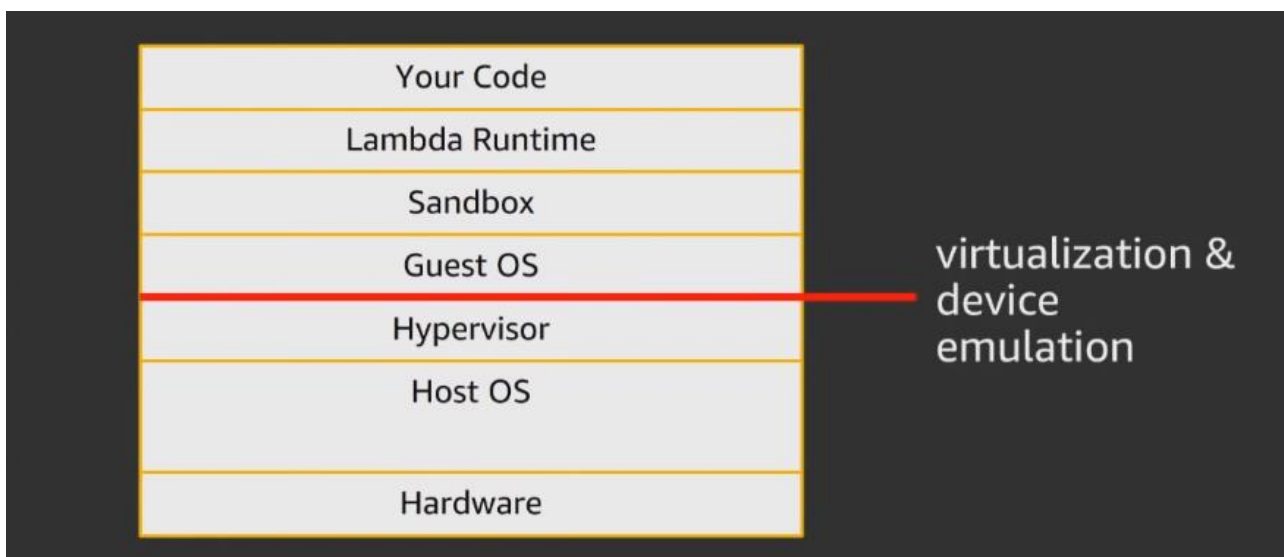 Your Code
Lambda Runtime
Sandbox
Guest OS
Hypervisor
Host OS
Hardware
virtualization &
device
emulation